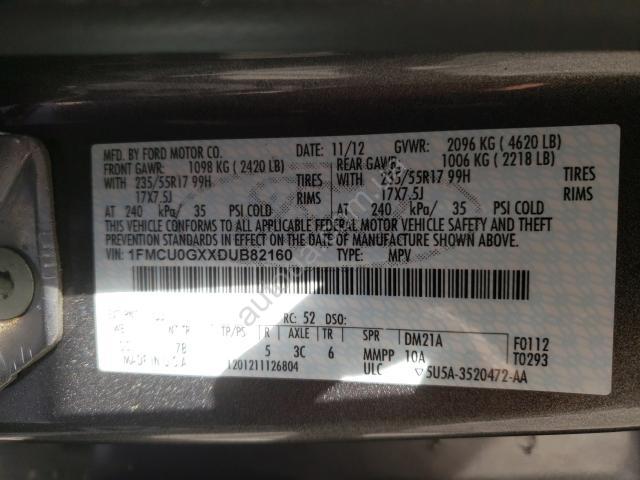 MFD. BY FORD MOTOR CO. DATE: 11/12 GVWR: 2096 KG ( 4620 LB)
FRONT GAWR: 1098 KG ( 2420 LB) REAR GAWR: 1006 KG ( 2218 LB)
WITH 235/55R17 99H TIRES WITH 235/55R17 99H TIRES
17X7.5J RIMS 17X7.5J RIMS
AT 240 kPa/ 35 PSI COLD AT 240 kPa/ 35 PSI COLD
THIS VEHICLE CONFORMS TO ALL APPLICABLE FEDERAL MOTOR VEHICLE SAFETY AND THEFT
PREVENTION STANDARDS IN EFFECT ON THE DATE OF MANUFACTURE SHOWN ABOVE.
VIN: 1FMCU0GXXDUB82160 TYPE: MPV
RC: 52 DSO:
WB INT TR TP/PS R AXLE TR SPR DM21A F0112
7B 5 3C 6 MMPP 10A T0293
MADE IN U.S.A 1201211126804 ULC 5U5A-3520472-AA